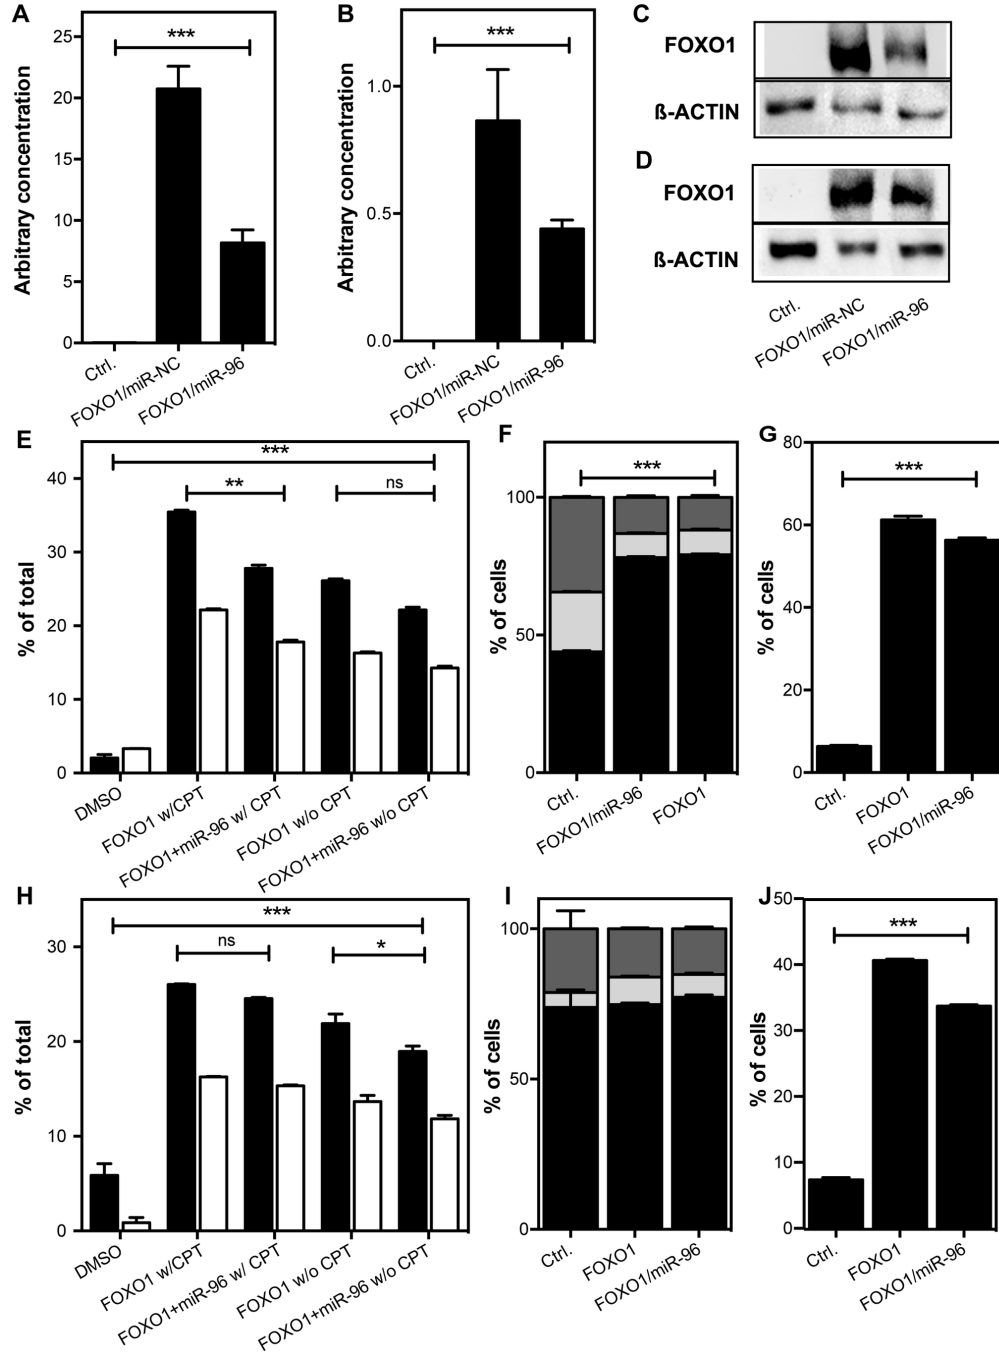 A
Arbitrary concentration
25
20
15
10
5
0
***
Ctrl.
FOXO1/miR-NC
FOXO1/miR-96
B
Arbitrary concentration
1.0
0.5
0.0
***
Ctrl.
FOXO1/miR-NC
FOXO1/miR-96
C
FOXO1
ß-ACTIN
D
FOXO1
ß-ACTIN
Ctrl.
FOXO1/miR-NC
FOXO1/miR-96
E
% of total
40
30
20
10
0
***
**
ns
DMSO
FOXO1 w/CPT
FOXO1+miR-96 w/ CPT
FOXO1 w/o CPT
FOXO1+miR-96 w/o CPT
F
% of cells
100
50
0
***
Ctrl.
FOXO1/miR-96
FOXO1
G
% of cells
80
60
40
20
0
***
Ctrl.
FOXO1
FOXO1/miR-96
H
% of total
30
20
10
0
***
ns
*
DMSO
FOXO1 w/CPT
FOXO1+miR-96 w/ CPT
FOXO1 w/o CPT
FOXO1+miR-96 w/o CPT
I
% of cells
100
50
0
Ctrl.
FOXO1
FOXO1/miR-96
J
% of cells
50
40
30
20
10
0
***
Ctrl.
FOXO1
FOXO1/miR-96